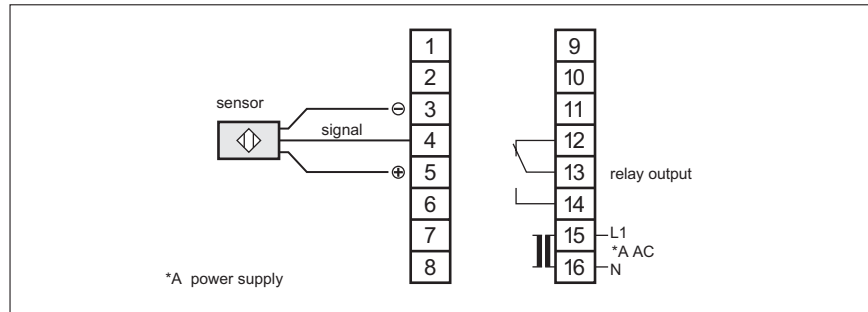 sensor
signal
⊖
⊕
1
2
3
4
5
6
7
8
9
10
11
12
13
14
15
16
relay output
L1
*A AC
N
*A power supply